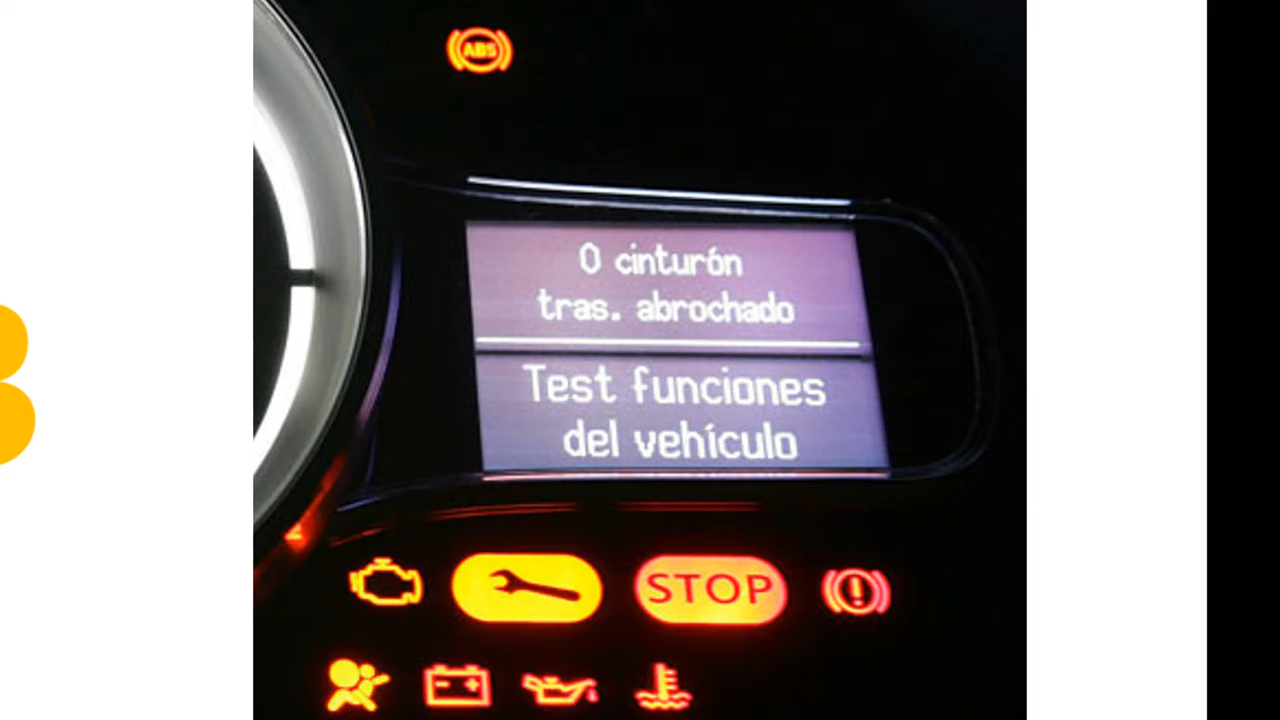 ABS
0 cinturón
tras. abrochado
Test funciones
del vehículo
STOP